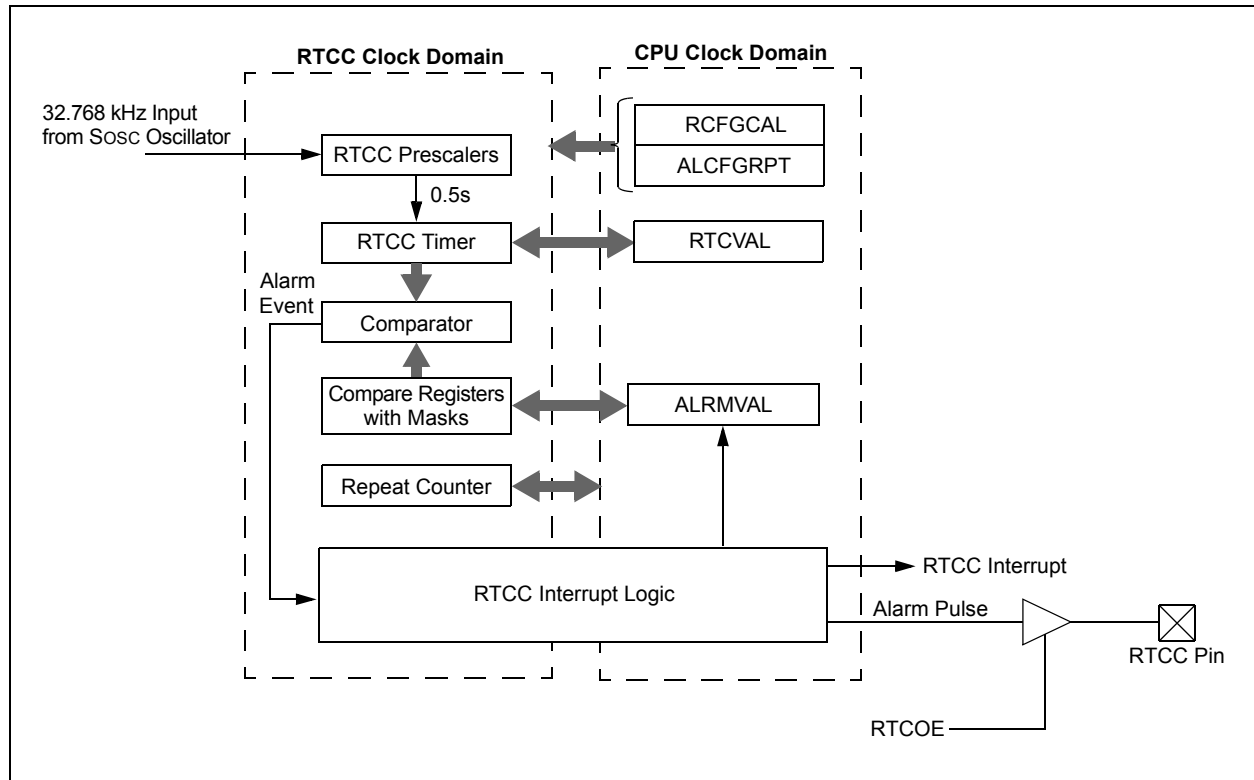 RTCC Clock Domain
CPU Clock Domain
32.768 kHz Input
from SOSC Oscillator
RTCC Prescalers
RCFGCAL
ALCFGRPT
0.5s
RTCC Timer
RTCVAL
Alarm
Event
Comparator
Compare Registers
with Masks
ALRMVAL
Repeat Counter
RTCC Interrupt Logic
RTCC Interrupt
Alarm Pulse
RTCC Pin
RTCOE